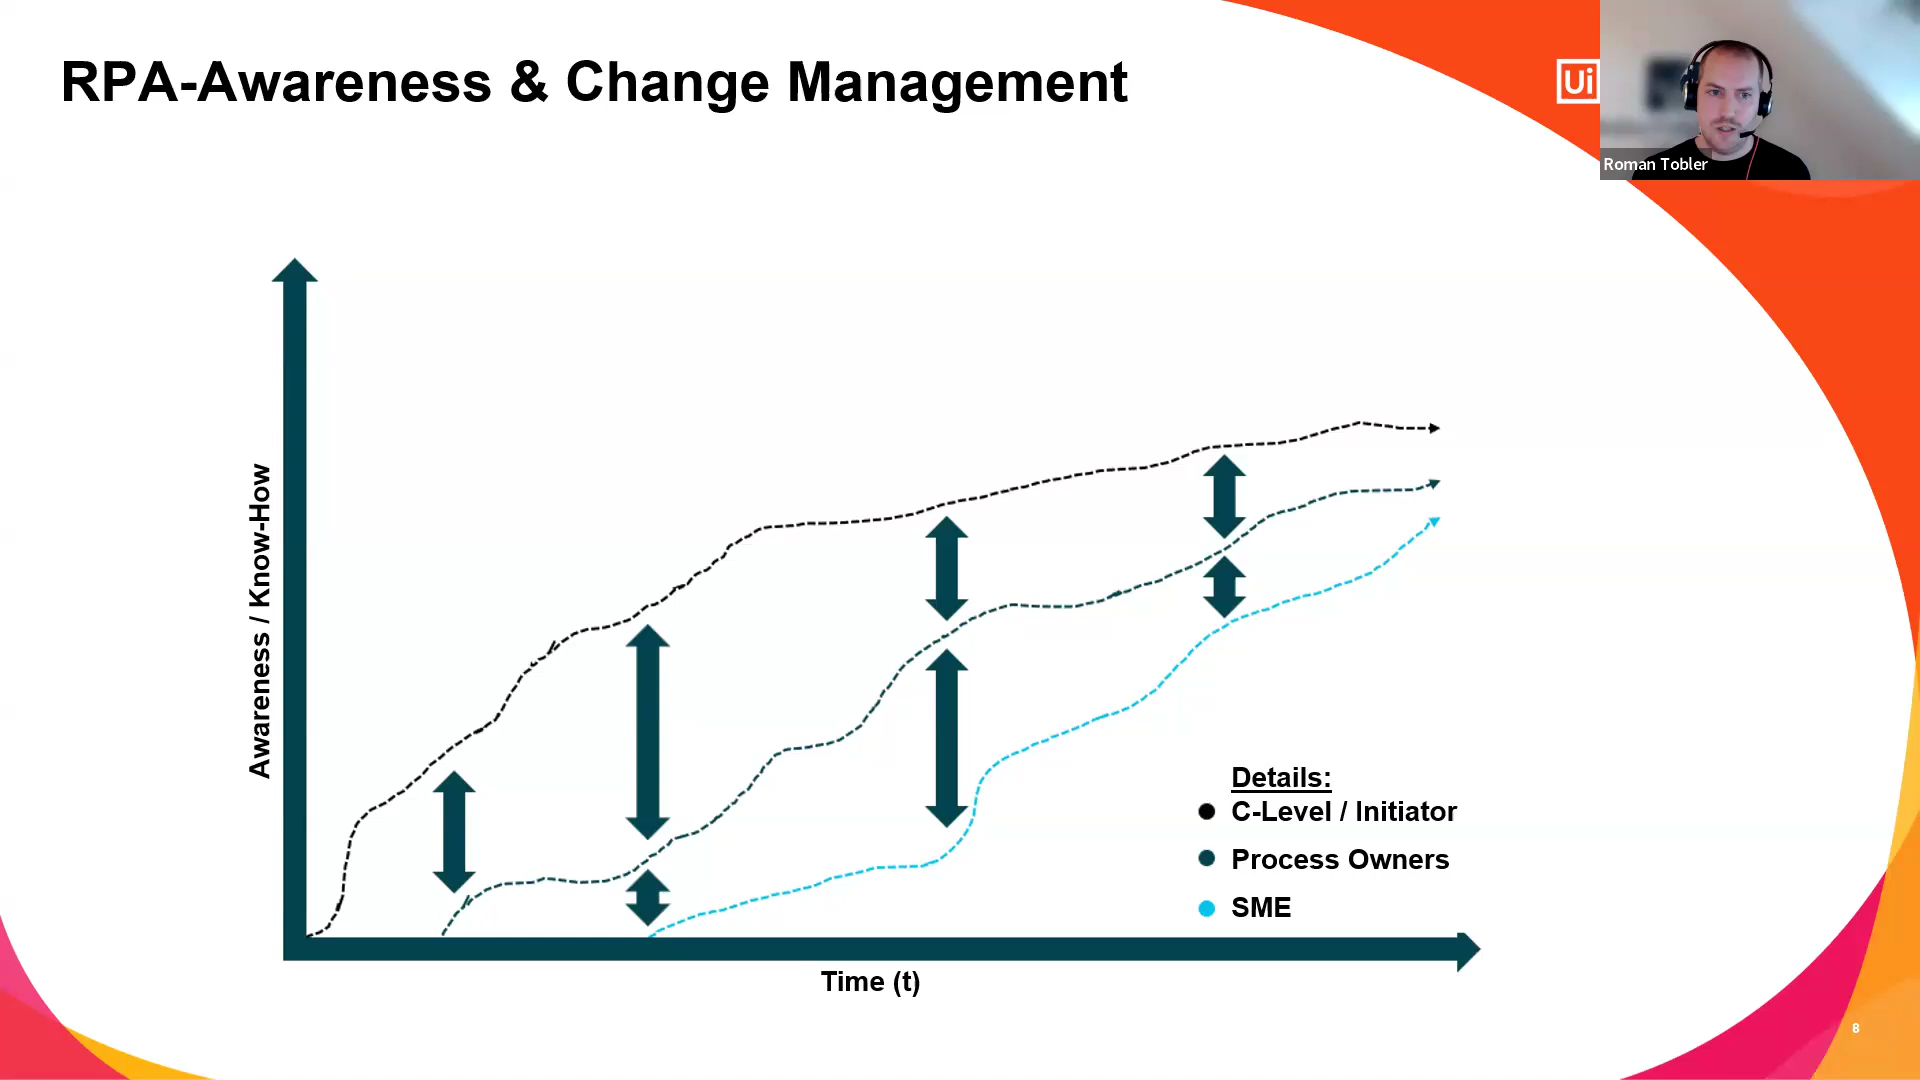 RPA-Awareness & Change Management
Ui
Roman Tobler
Awareness / Know-How
Details:
C-Level / Initiator
Process Owners
SME
Time (t)
8